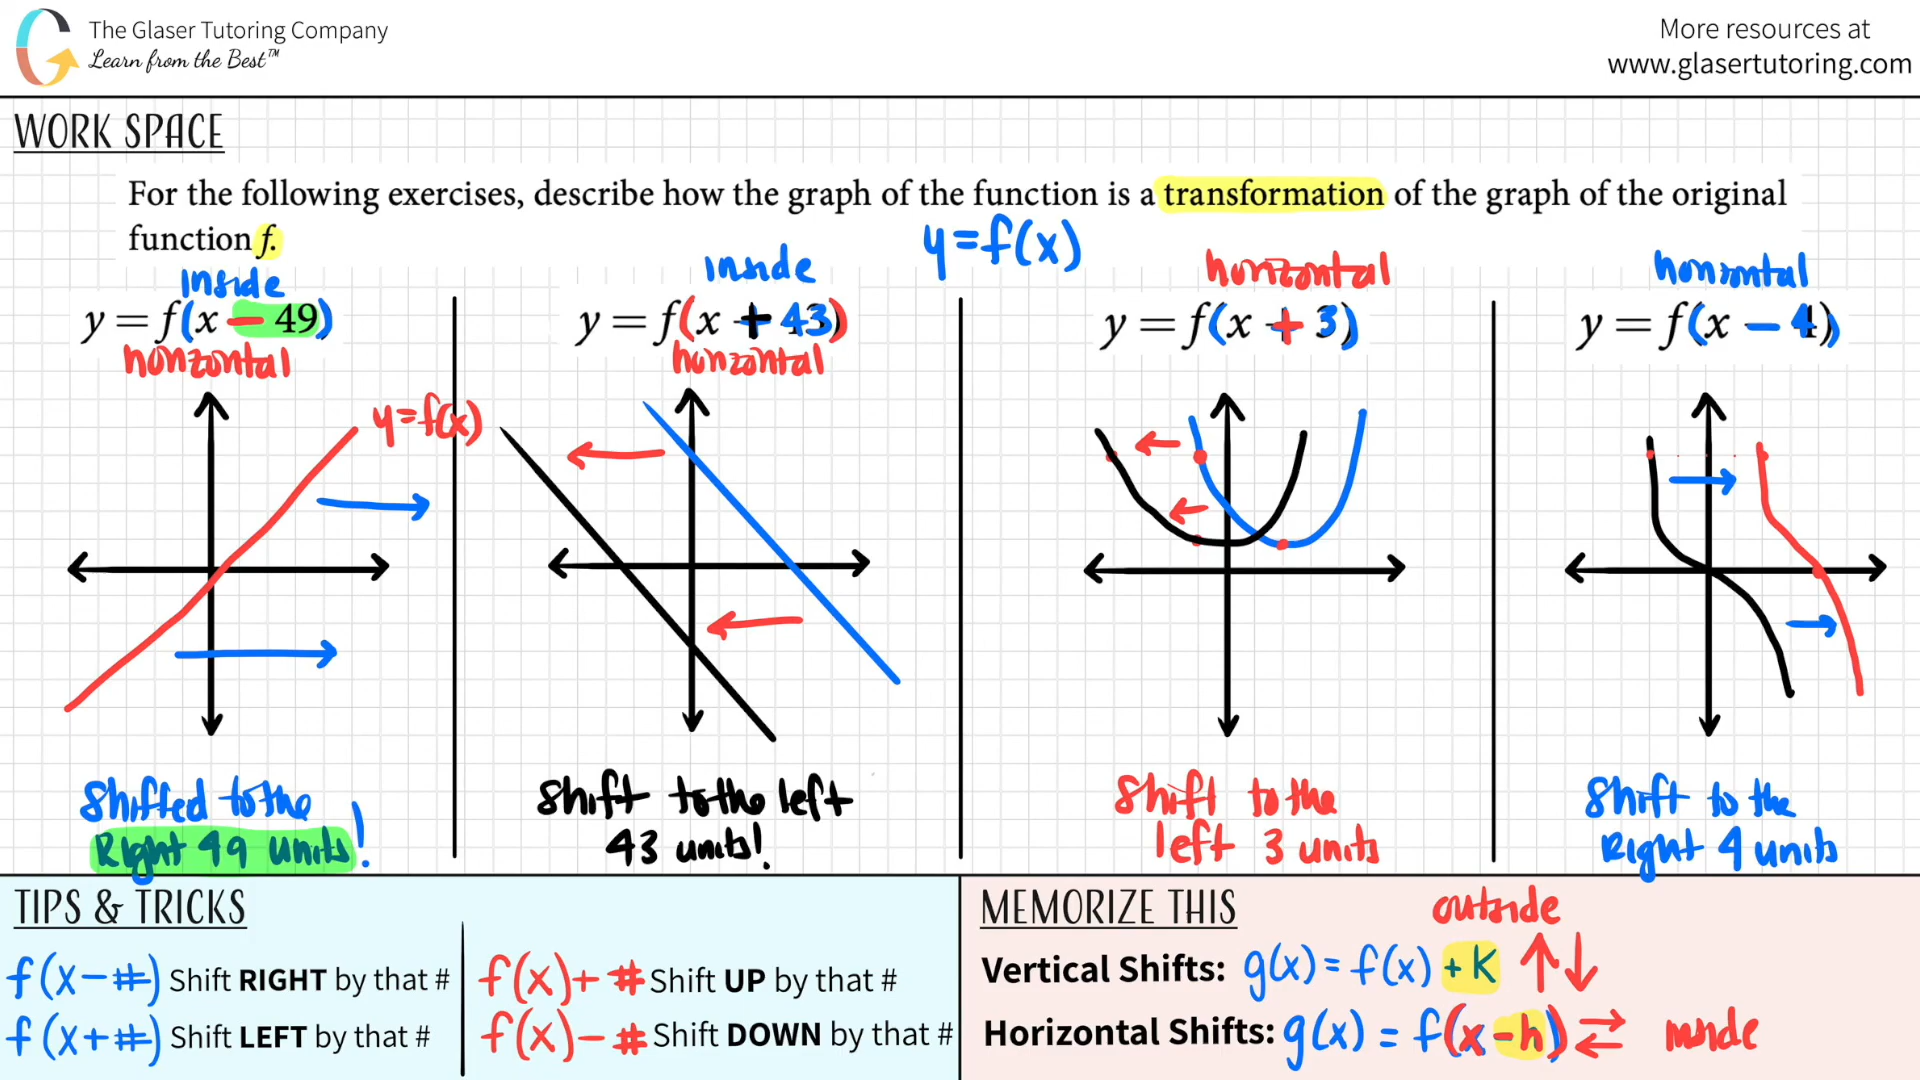 The Glaser Tutoring Company
Learn from the Best™
More resources at
www.glasertutoring.com
WORK SPACE
For the following exercises, describe how the graph of the function is a transformation of the graph of the original
function f.
y=f(x)
inside
y = f(x − 49)
horizontal
y=f(x)
Shifted to the
Right 49 units!
inside
y = f(x + 43)
horizontal
Shift to the left
43 units!
horizontal
y = f(x + 3)
Shift to the
left 3 units
horizontal
y = f(x − 4)
Shift to the
Right 4 units
TIPS & TRICKS
f(x-#) Shift RIGHT by that #
f(x+#) Shift LEFT by that #
f(x)+ # Shift UP by that #
f(x)- # Shift DOWN by that #
MEMORIZE THIS
outside
Vertical Shifts: g(x) = f(x) + K ↑↓
Horizontal Shifts: g(x) = f(x-h) ⇄ inside